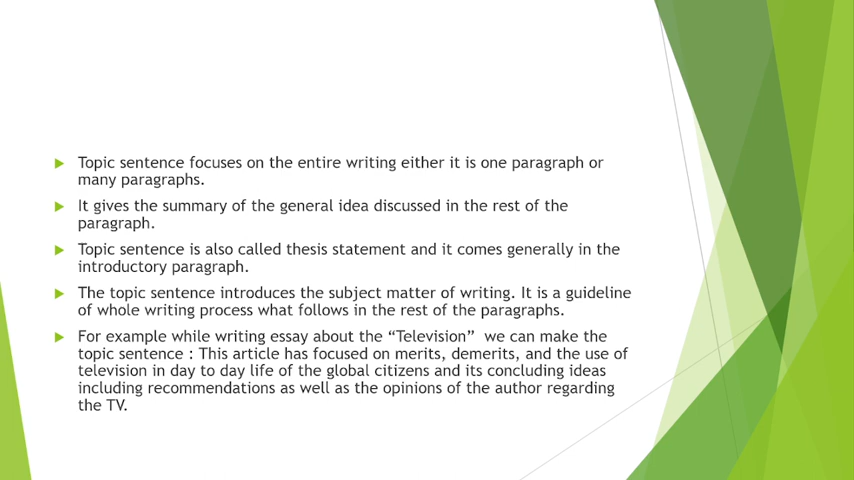 Topic sentence focuses on the entire writing either it is one paragraph or
many paragraphs.
It gives the summary of the general idea discussed in the rest of the
paragraph.
Topic sentence is also called thesis statement and it comes generally in the
introductory paragraph.
The topic sentence introduces the subject matter of writing. It is a guideline
of whole writing process what follows in the rest of the paragraphs.
For example while writing essay about the “Television”  we can make the
topic sentence : This article has focused on merits, demerits, and the use of
television in day to day life of the global citizens and its concluding ideas
including recommendations as well as the opinions of the author regarding
the TV.